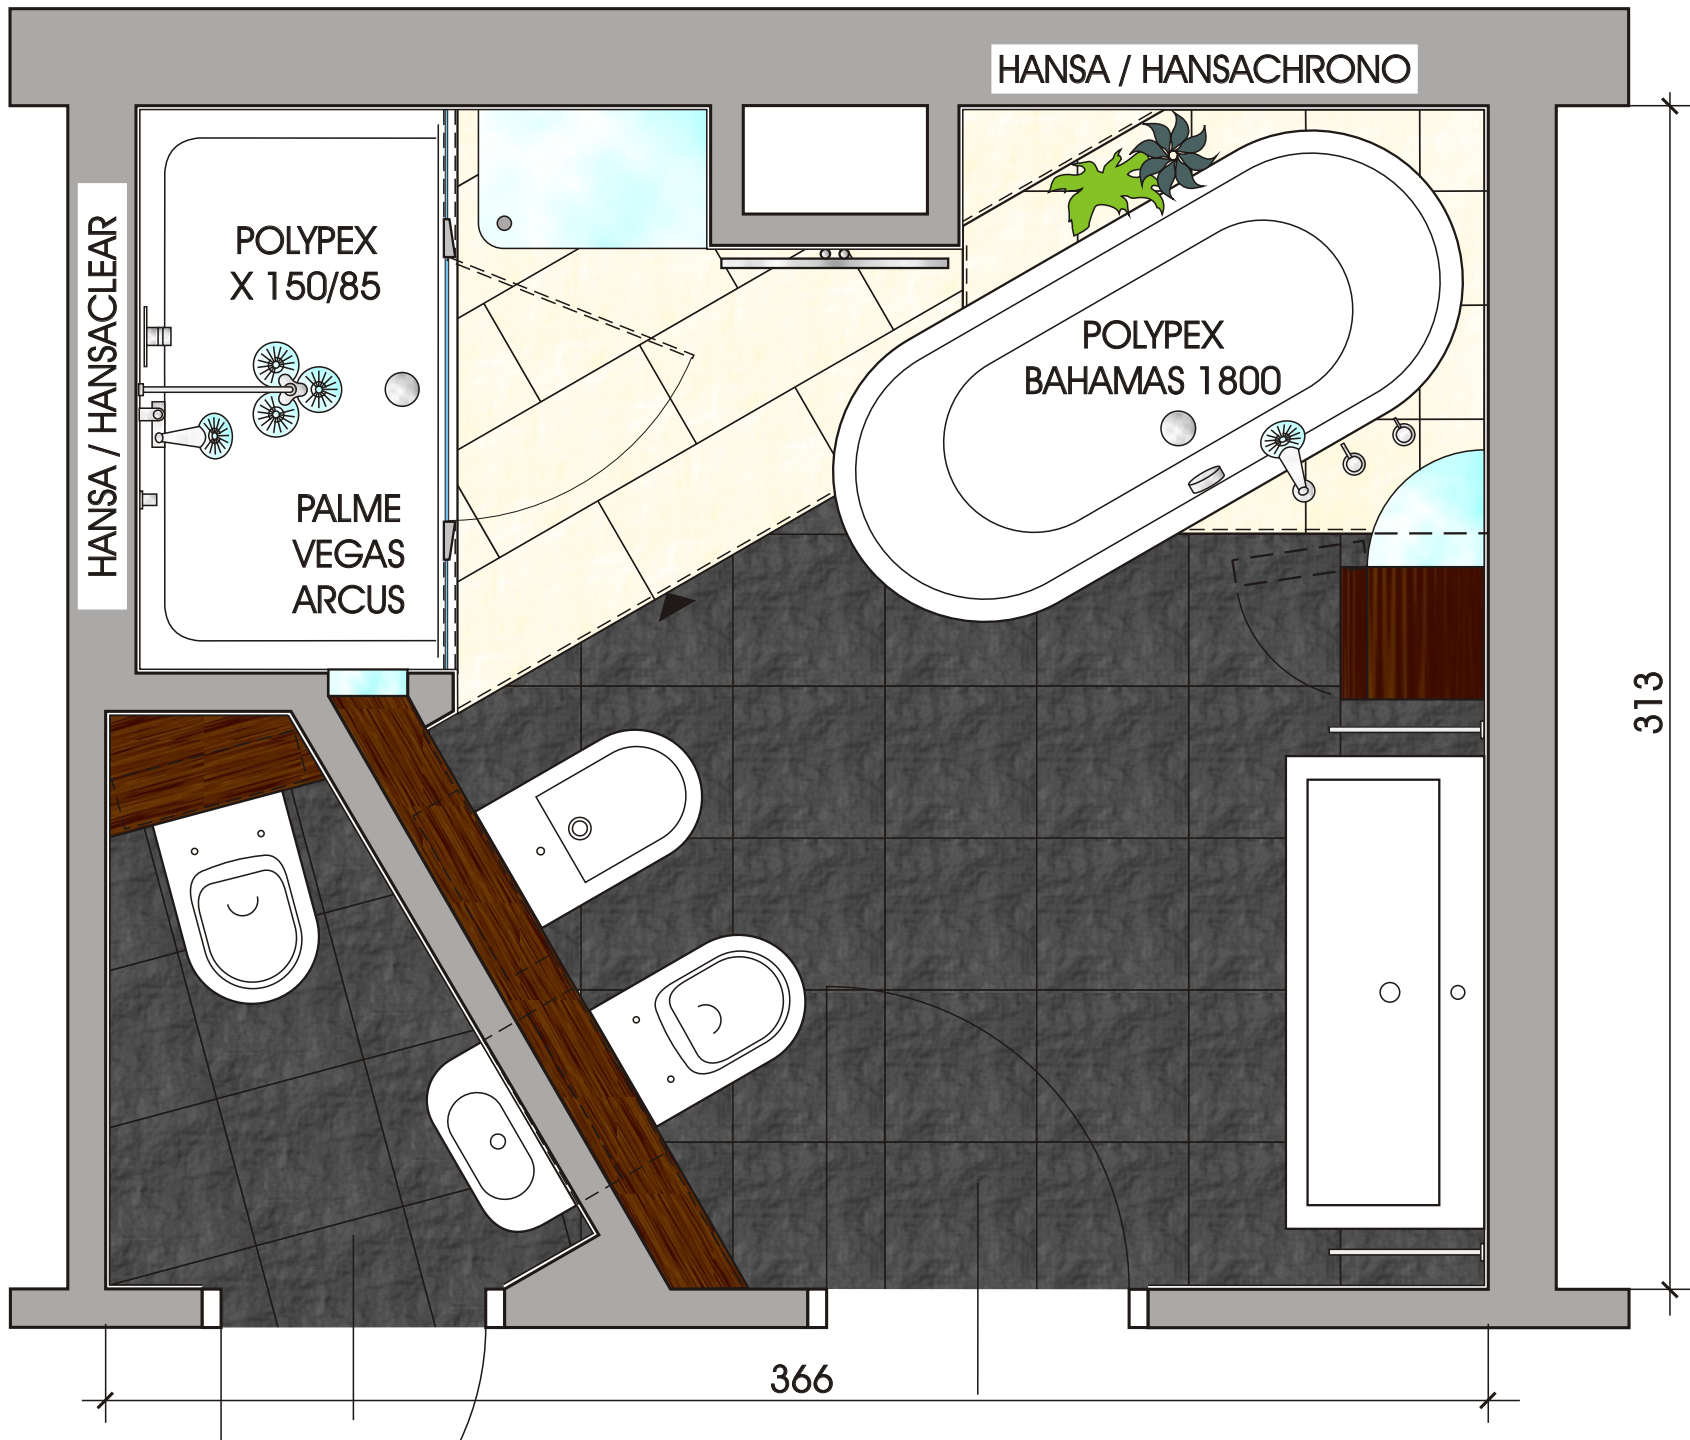 HANSA / HANSACHRONO
HANSA / HANSACLEAR
POLYPEX
X 150/85
PALME
VEGAS
ARCUS
POLYPEX
BAHAMAS 1800
313
366